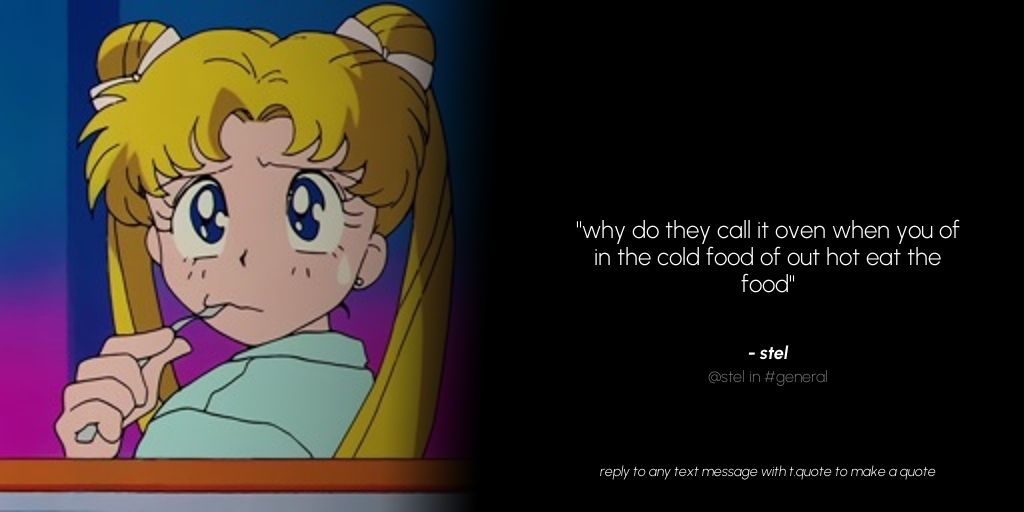 "why do they call it oven when you of
in the cold food of out hot eat the
food"
- stel
@stel in #general
reply to any text message with t.quote to make a quote